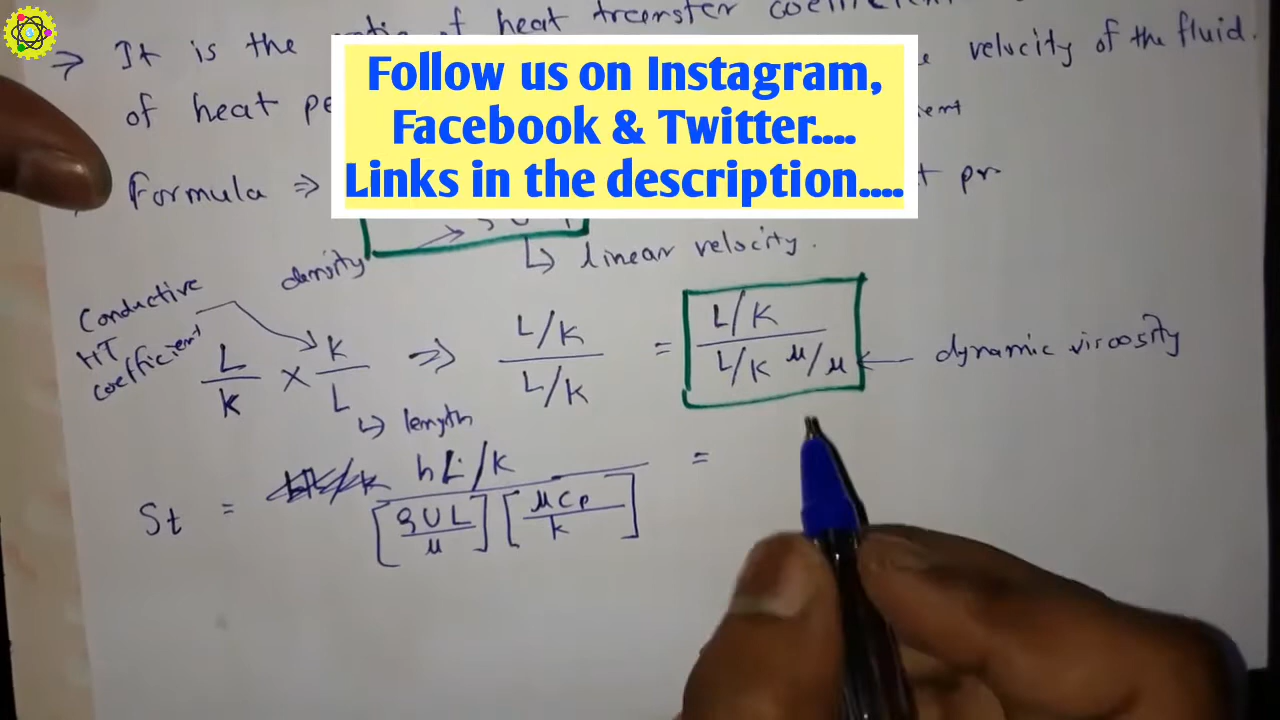 ⇒ It is the ratio of heat transfer
velocity of the fluid.
of heat
Follow us on Instagram,
Facebook & Twitter....
Links in the description....
Formula ⇒
density
↳ linear velocity.
Conductive
HT
coefficient
L/k × k/L ⇒ (L/K)/(L/K) = (L/K)/(L/K μ/μ) ← dynamic viscosity
↳ length
St = (hL/K)/([ρUL/μ][μCp/k]) =